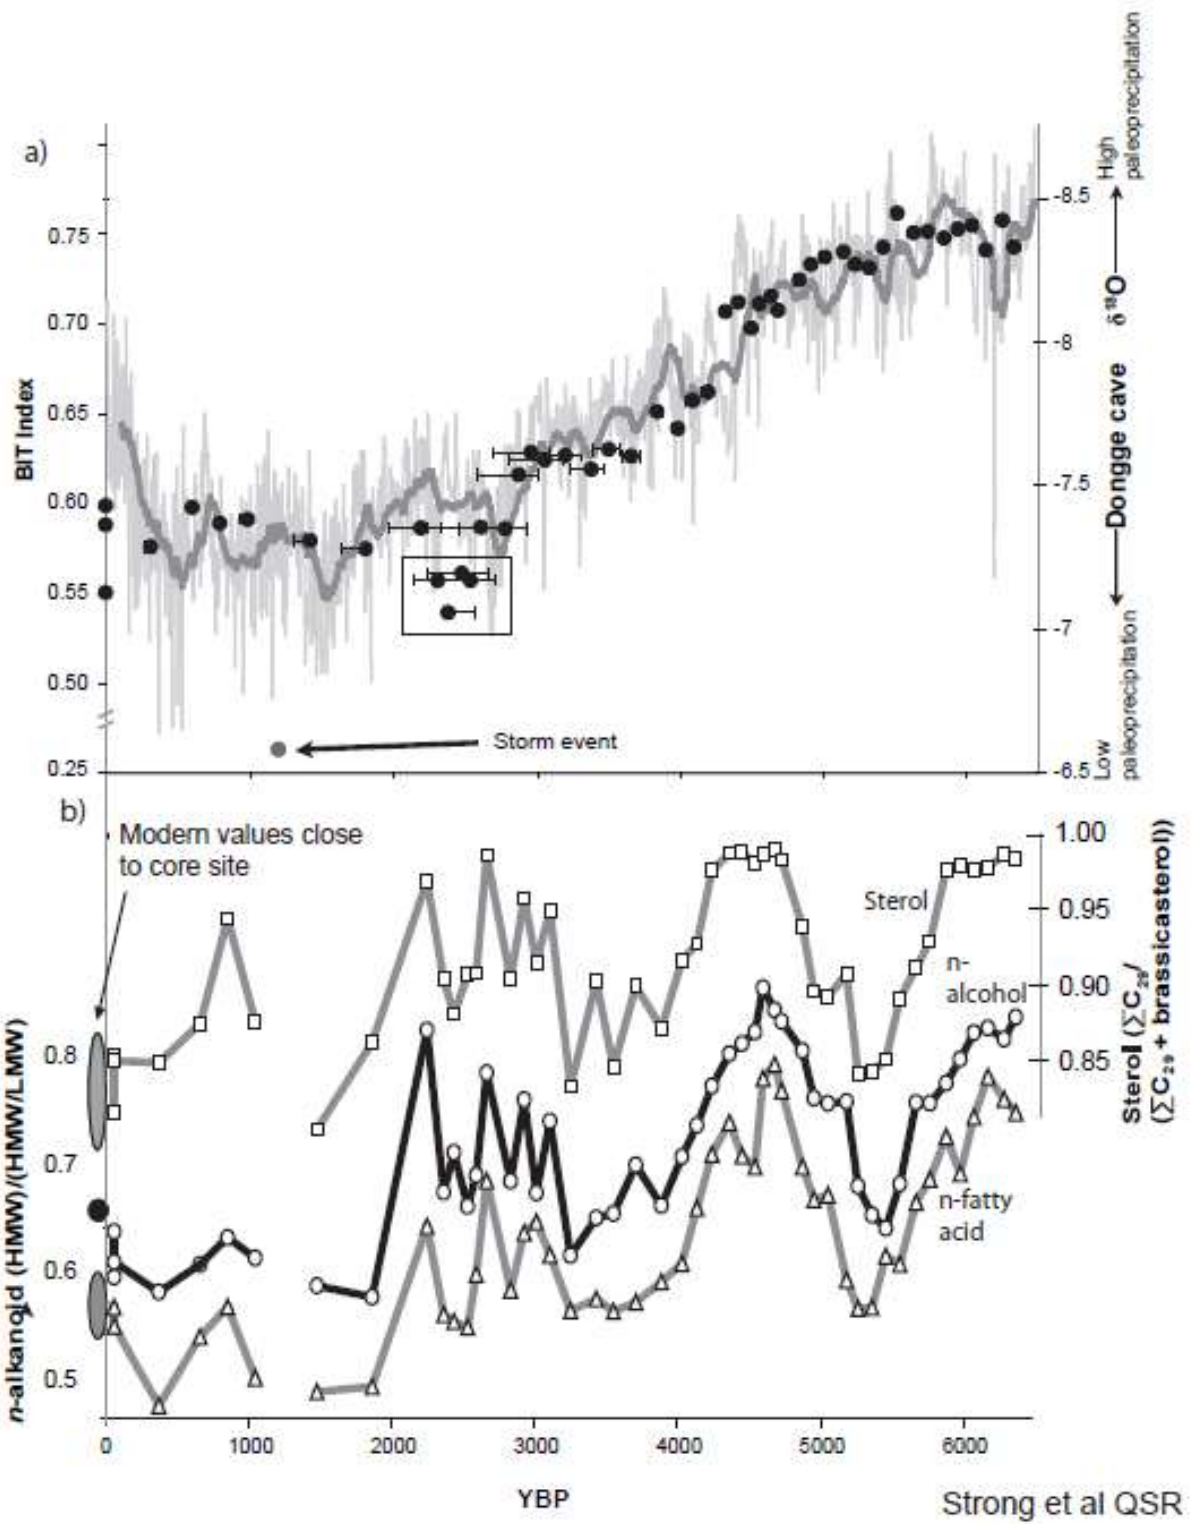 a)
BIT Index
0.75
0.70
0.65
0.60
0.55
0.50
0.25
-8.5
-8
-7.5
-7
-6.5
High
paleoprecipitation
δ¹⁸O
Dongge cave
Low
paleoprecipitation
Storm event
b)
Modern values close
to core site
n-alkanoid (HMW)/(HMW/LMW)
0.8
0.7
0.6
0.5
1.00
0.95
0.90
0.85
Sterol (∑C₂₉/
(∑C₂₉ + brassicasterol))
Sterol
n-
alcohol
n-fatty
acid
0
1000
2000
3000
4000
5000
6000
YBP
Strong et al QSR